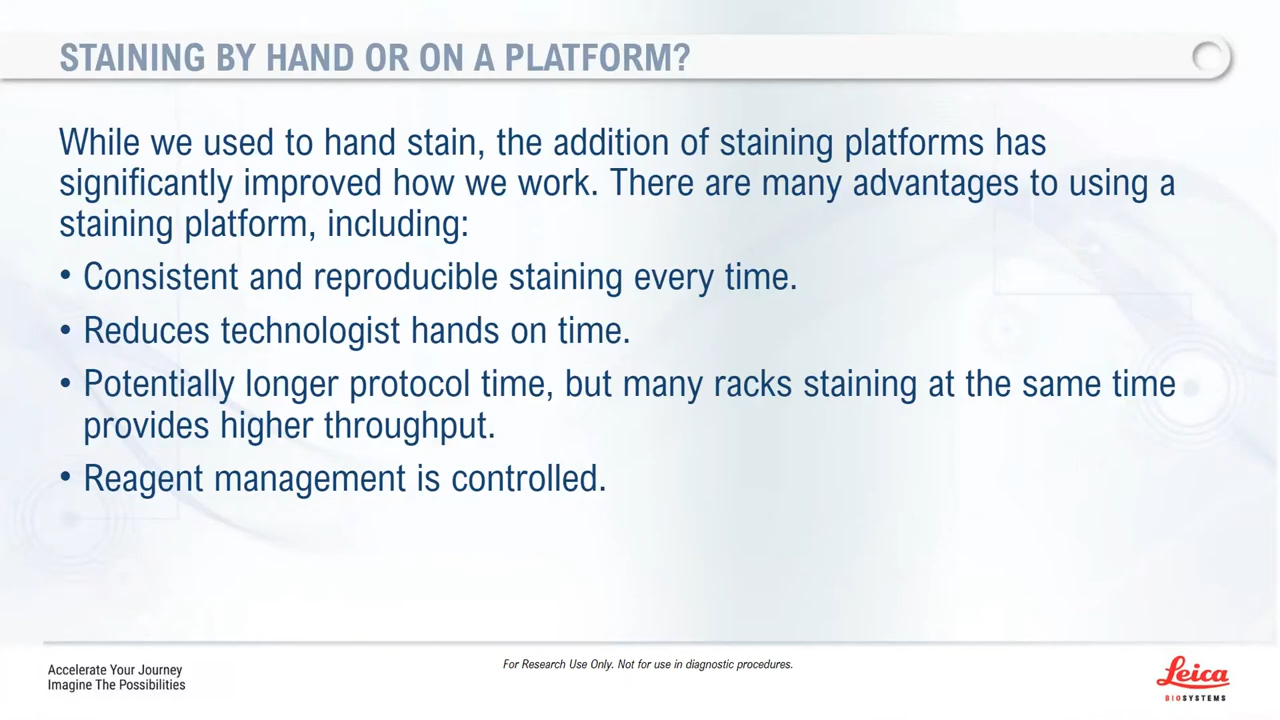 STAINING BY HAND OR ON A PLATFORM?
While we used to hand stain, the addition of staining platforms has
significantly improved how we work. There are many advantages to using a
staining platform, including:
• Consistent and reproducible staining every time.
• Reduces technologist hands on time.
• Potentially longer protocol time, but many racks staining at the same time
provides higher throughput.
• Reagent management is controlled.
Accelerate Your Journey
Imagine The Possibilities
For Research Use Only. Not for use in diagnostic procedures.
Leica
BIOSYSTEMS